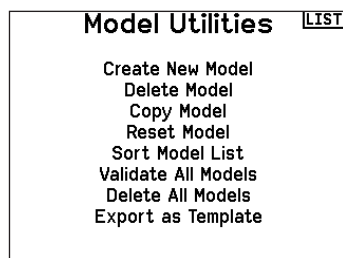 Model Utilities
LIST
Create New Model
Delete Model
Copy Model
Reset Model
Sort Model List
Validate All Models
Delete All Models
Export as Template